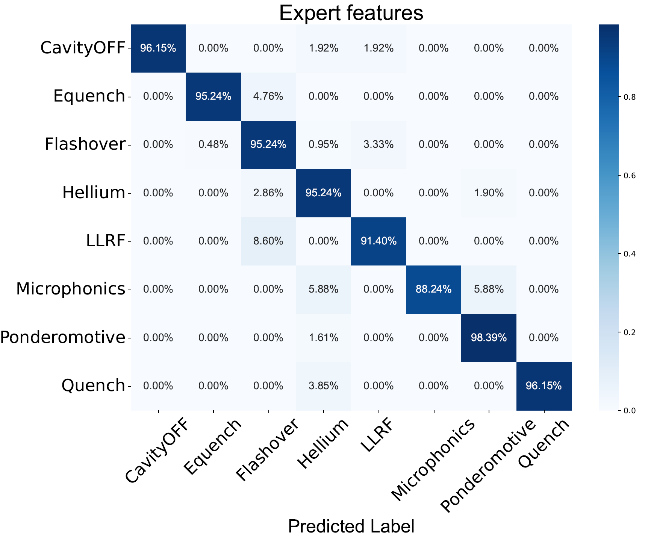 Expert features
CavityOFF 96.15% 0.00% 0.00% 1.92% 1.92% 0.00% 0.00% 0.00%
Equench 0.00% 95.24% 4.76% 0.00% 0.00% 0.00% 0.00% 0.00%
Flashover 0.00% 0.48% 95.24% 0.95% 3.33% 0.00% 0.00% 0.00%
Hellium 0.00% 0.00% 2.86% 95.24% 0.00% 0.00% 1.90% 0.00%
LLRF 0.00% 0.00% 8.60% 0.00% 91.40% 0.00% 0.00% 0.00%
Microphonics 0.00% 0.00% 0.00% 5.88% 0.00% 88.24% 5.88% 0.00%
Ponderomotive 0.00% 0.00% 0.00% 1.61% 0.00% 0.00% 98.39% 0.00%
Quench 0.00% 0.00% 0.00% 3.85% 0.00% 0.00% 0.00% 96.15%
CavityOFF Equench Flashover Hellium LLRF Microphonics Ponderomotive Quench
Predicted Label
0.8
0.6
0.4
0.2
0.0